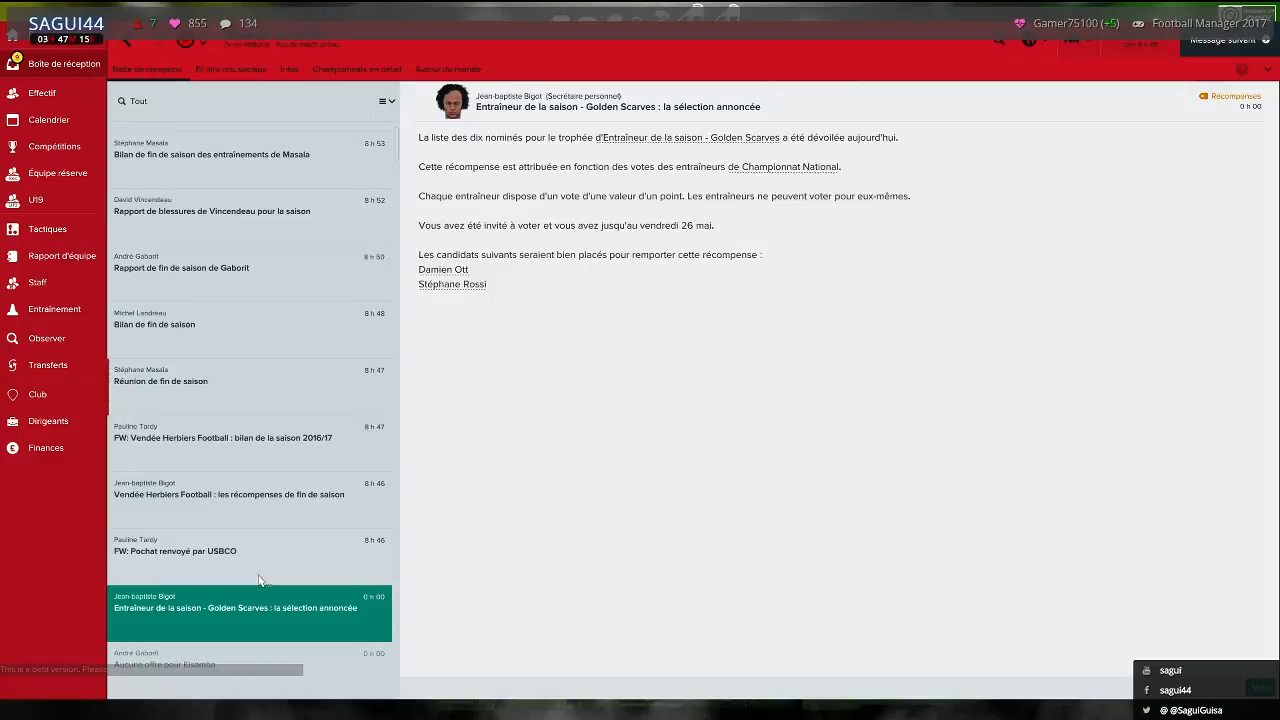 SAGUI44
7
855
134
Gamer75100 (+5)
Football Manager 2017
03 47 15
Message suivant
9
Boîte de réception
Effectif
Calendrier
Compétitions
Équipe réserve
U19
Tactiques
Rapport d'équipe
Staff
Entraînement
Observer
Transferts
Club
Dirigeants
Finances
Boîte de réception
Infos
Championnats en détail
Autour du monde
Tout
Stéphane Masala
8 h 53
Bilan de fin de saison des entraînements de Masala
David Vincendeau
8 h 52
Rapport de blessures de Vincendeau pour la saison
André Gaborit
8 h 50
Rapport de fin de saison de Gaborit
Michel Landreau
8 h 48
Bilan de fin de saison
Stéphane Masala
8 h 47
Réunion de fin de saison
Pauline Tardy
8 h 47
FW: Vendée Herbiers Football : bilan de la saison 2016/17
Jean-baptiste Bigot
8 h 46
Vendée Herbiers Football : les récompenses de fin de saison
Pauline Tardy
8 h 46
FW: Pochat renvoyé par USBCO
Jean-baptiste Bigot
0 h 00
Entraîneur de la saison - Golden Scarves : la sélection annoncée
André Gaborit
0 h 00
Aucune offre pour Kisamba
This is a beta version. Please
Jean-baptiste Bigot (Secrétaire personnel)
Entraîneur de la saison - Golden Scarves : la sélection annoncée
Récompenses
0 h 00
La liste des dix nominés pour le trophée d'Entraîneur de la saison - Golden Scarves a été dévoilée aujourd'hui.
Cette récompense est attribuée en fonction des votes des entraîneurs de Championnat National.
Chaque entraîneur dispose d'un vote d'une valeur d'un point. Les entraîneurs ne peuvent voter pour eux-mêmes.
Vous avez été invité à voter et vous avez jusqu'au vendredi 26 mai.
Les candidats suivants seraient bien placés pour remporter cette récompense :
Damien Ott
Stéphane Rossi
sagui
sagui44
@ @SaguiGuisa